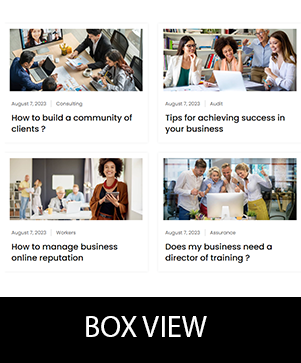 August 7, 2023 | Consulting
How to build a community of
clients ?
August 7, 2023 | Audit
Tips for achieving success in
your business
August 7, 2023 | Workers
How to manage business
online reputation
August 7, 2023 | Assurance
Does my business need a
director of training ?
BOX VIEW